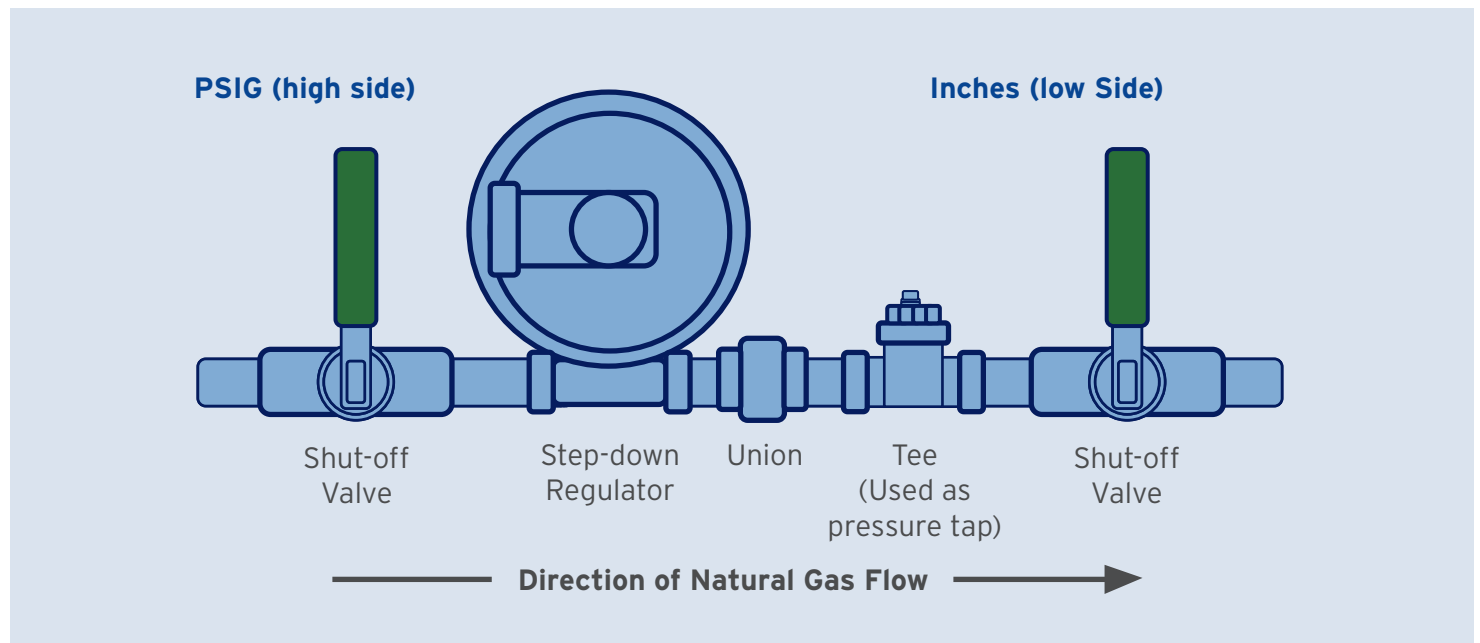 PSIG (high side)
Inches (low Side)
Shut-off
Valve
Step-down
Regulator
Union
Tee
(Used as
pressure tap)
Shut-off
Valve
Direction of Natural Gas Flow